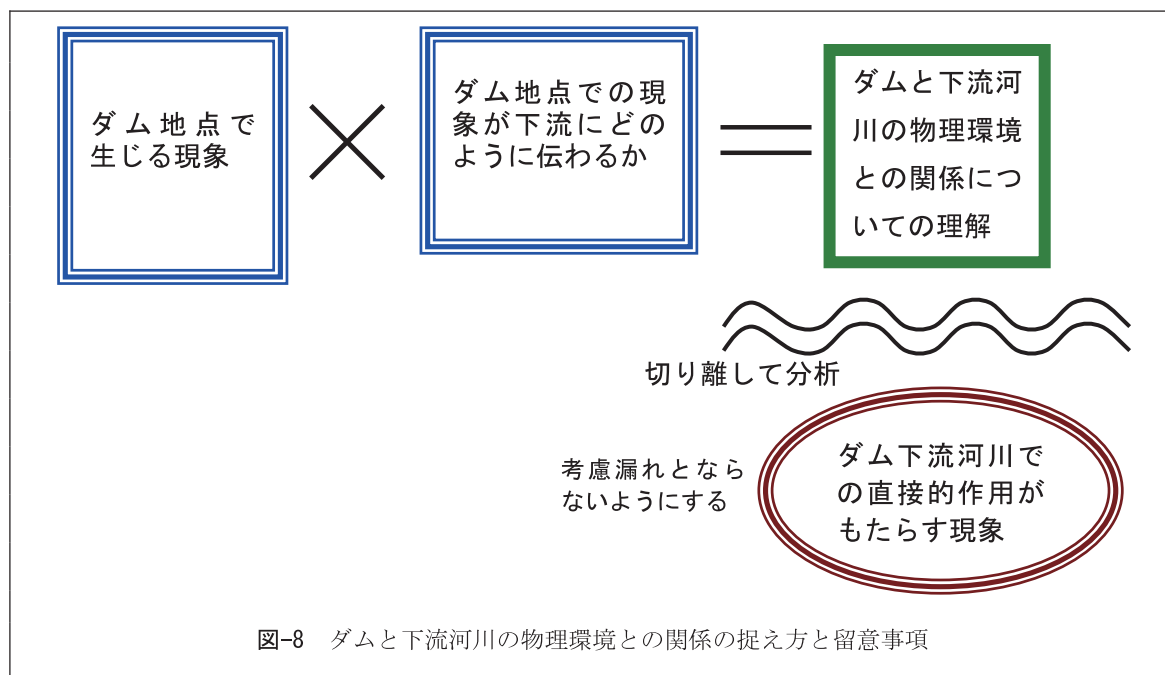 ダム地点で
生じる現象
ダム地点での現
象が下流にどの
ように伝わるか
ダムと下流河
川の物理環境
との関係につ
いての理解
切り離して分析
考慮漏れとなら
ないようにする
ダム下流河川で
の直接的作用が
もたらす現象
図-8 ダムと下流河川の物理環境との関係の捉え方と留意事項